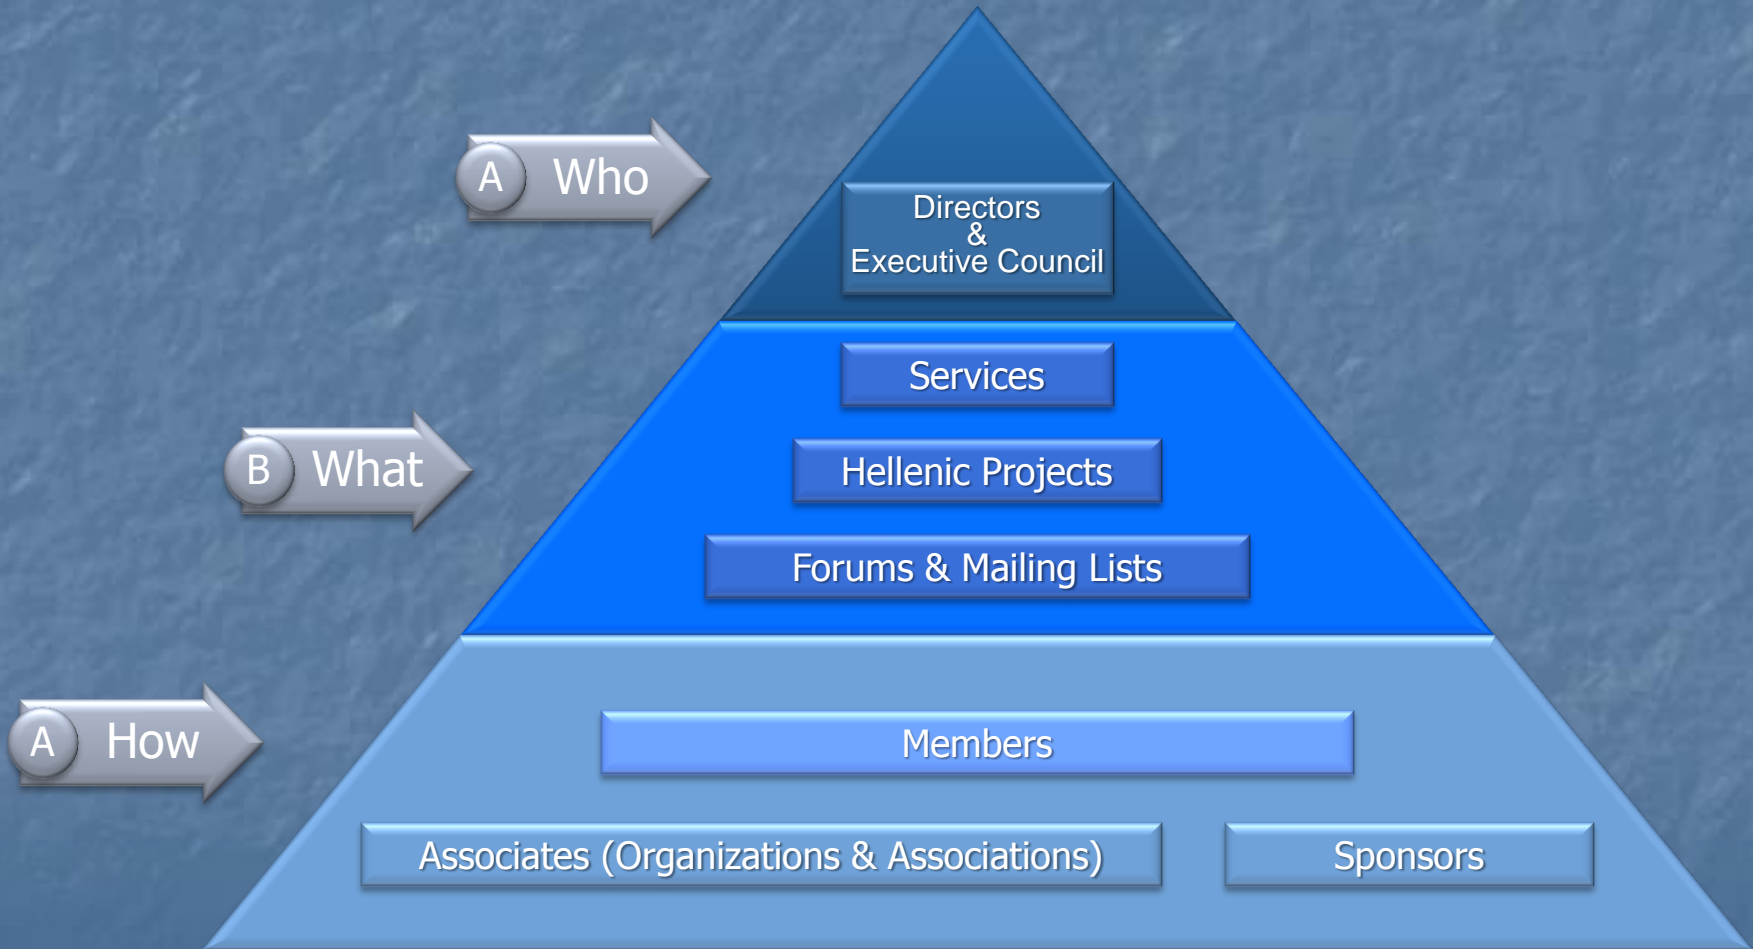 A Who
Directors
&
Executive Council
Services
B What
Hellenic Projects
Forums & Mailing Lists
A How
Members
Associates (Organizations & Associations)
Sponsors